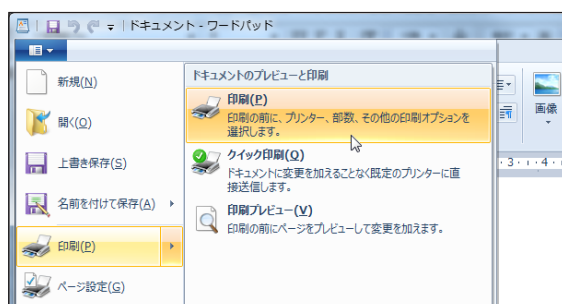 ドキュメント - ワードパッド
新規(N)
開く(O)
上書き保存(S)
名前を付けて保存(A)
印刷(P)
ページ設定(G)
ドキュメントのプレビューと印刷
印刷(P)
印刷の前に、プリンター、部数、その他の印刷オプションを
選択します。
クイック印刷(Q)
ドキュメントに変更を加えることなく既定のプリンターに直
接送信します。
印刷プレビュー(V)
印刷の前にページをプレビューして変更を加えます。
画像
3 4